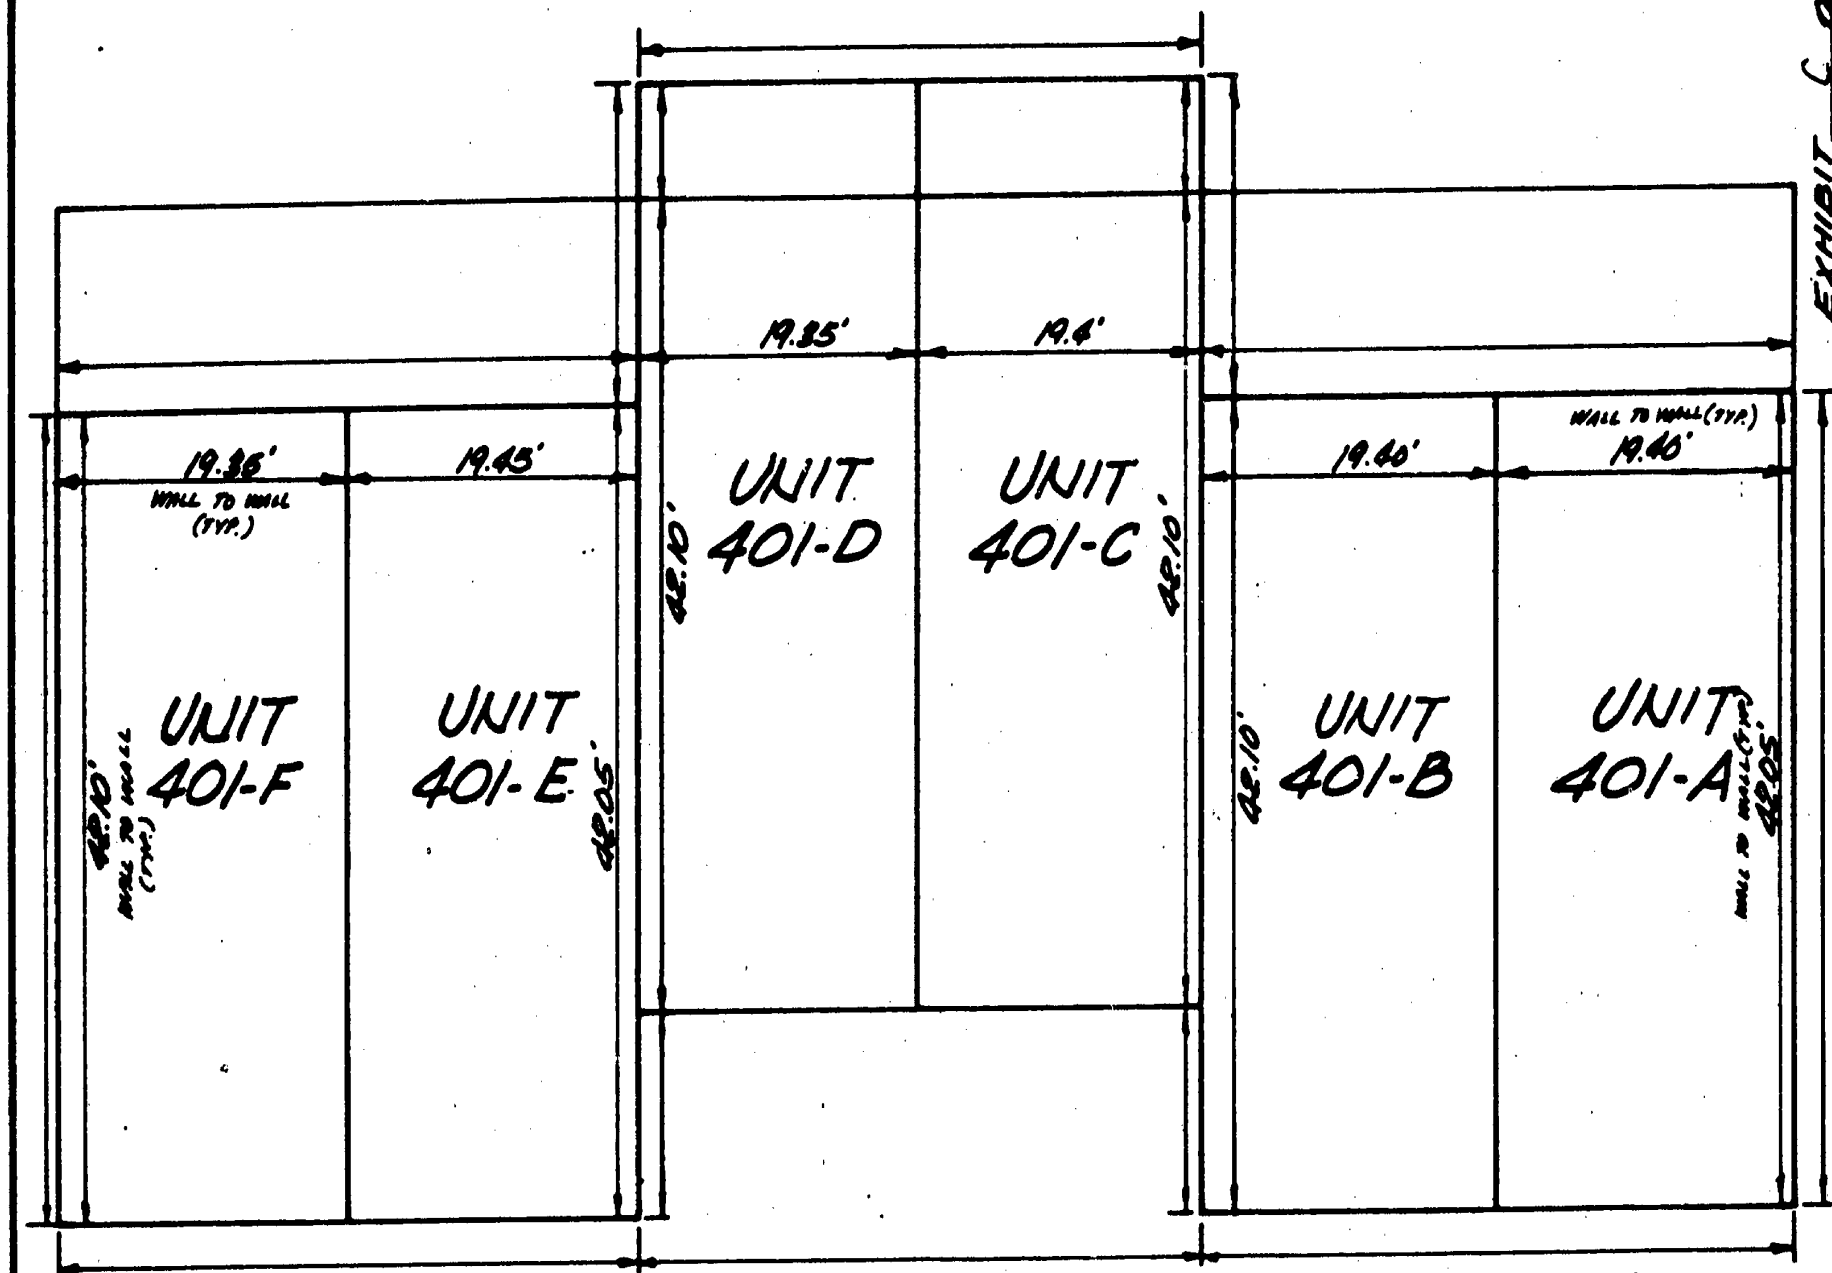 EXHIBIT C
19.35'
19.4'
WALL TO WALL (TYP.)
19.45'
19.40'
19.40'
WALL TO WALL
(TYP.)
UNIT
401-D
UNIT
401-C
42.10'
42.10'
UNIT
401-F
UNIT
401-E
UNIT
401-B
UNIT
401-A
42.10'
WALL TO WALL
(TYP.)
42.05'
42.10'
WALL TO WALL (TYP.)
42.05'